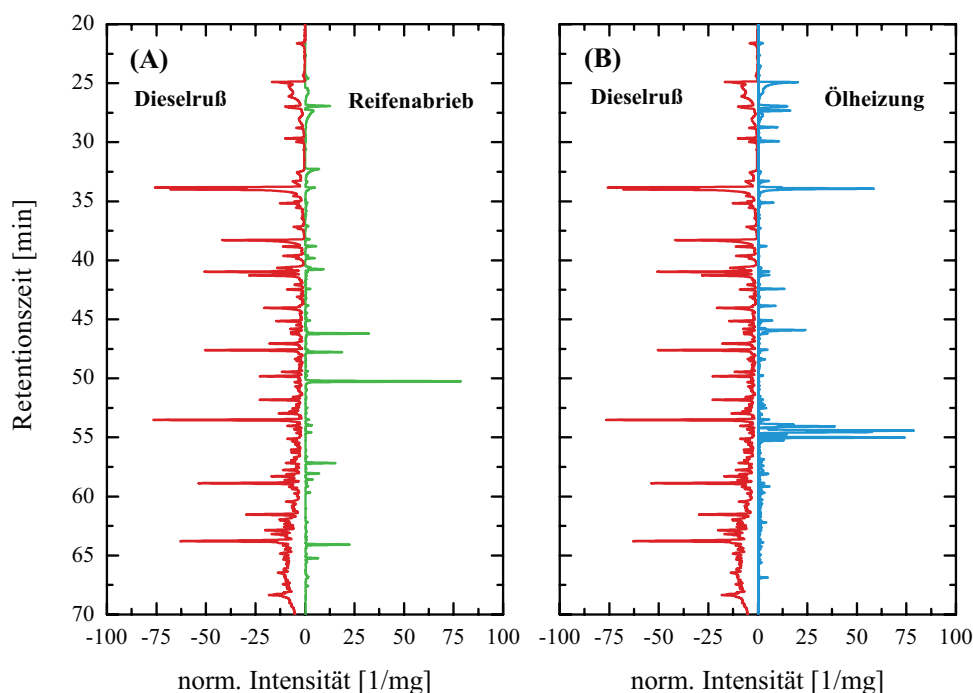 (A)
Dieselruß
Reifenabrieb
(B)
Dieselruß
Ölheizung
Retentionszeit [min]
20
25
30
35
40
45
50
55
60
65
70
-100 -75 -50 -25 0 25 50 75 100
-100 -75 -50 -25 0 25 50 75 100
norm. Intensität [1/mg]
norm. Intensität [1/mg]